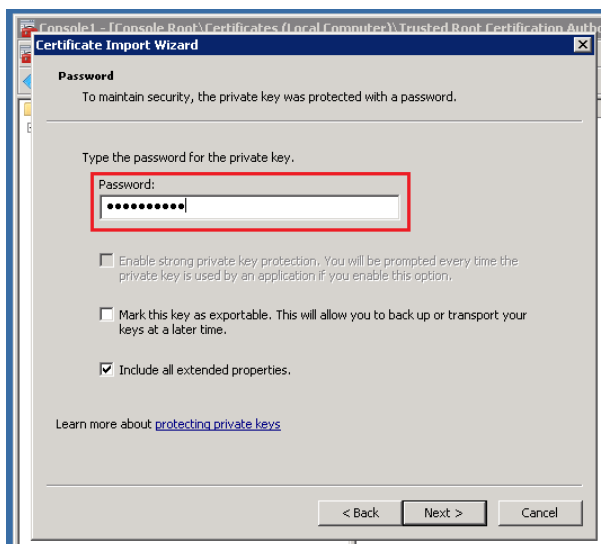 Console1 - [Console Root\Certificates (Local Computer)\Trusted Root Certification Autho
Certificate Import Wizard
Password
To maintain security, the private key was protected with a password.
Type the password for the private key.
Password:
••••••••••
Enable strong private key protection. You will be prompted every time the
private key is used by an application if you enable this option.
Mark this key as exportable. This will allow you to back up or transport your
keys at a later time.
Include all extended properties.
Learn more about protecting private keys
< Back Next > Cancel